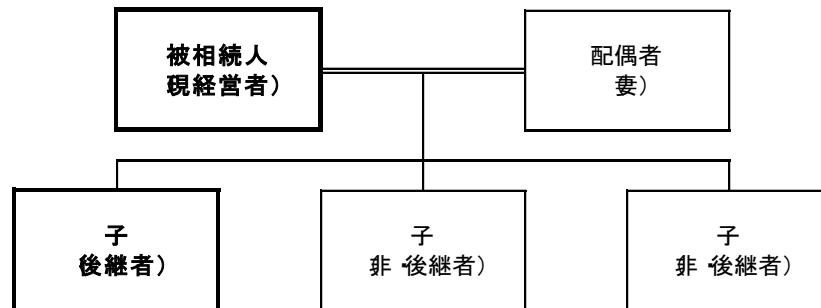 被相続人
（現経営者）
配偶者
（妻）
子
（後継者）
子
（非・後継者）
子
（非・後継者）